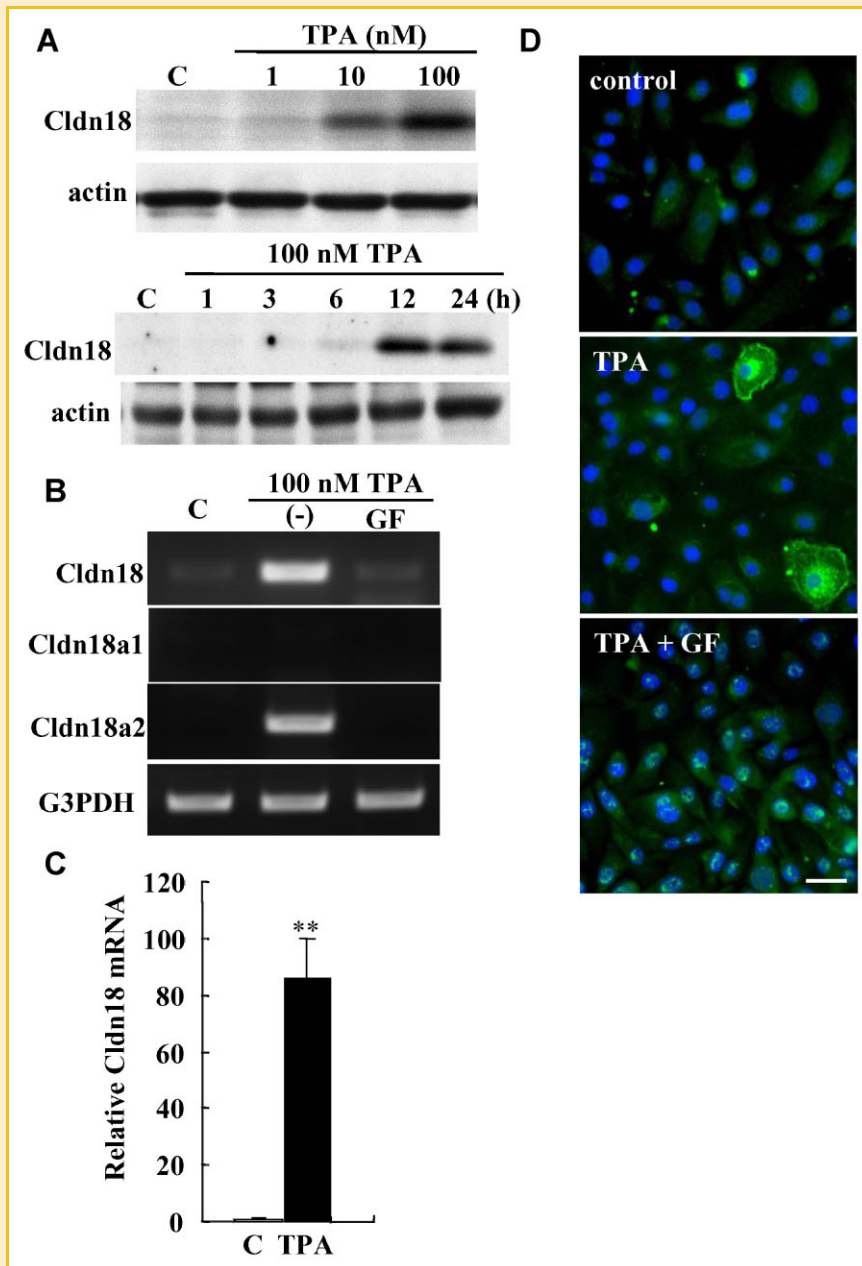 A
TPA (nM)
C 1 10 100
Cldn18
actin
100 nM TPA
C 1 3 6 12 24 (h)
Cldn18
actin
B
100 nM TPA
C (-) GF
Cldn18
Cldn18a1
Cldn18a2
G3PDH
C
120
100
80
60
40
20
0
Relative Cldn18 mRNA
**
C TPA
D
control
TPA
TPA + GF